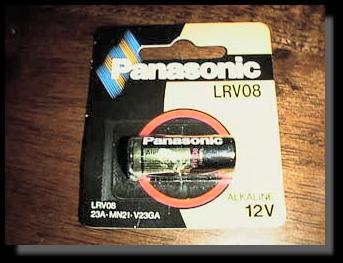 Panasonic
LRV08
Panasonic
LRV08
ALKALINE
23A·MN21·V23GA
12V